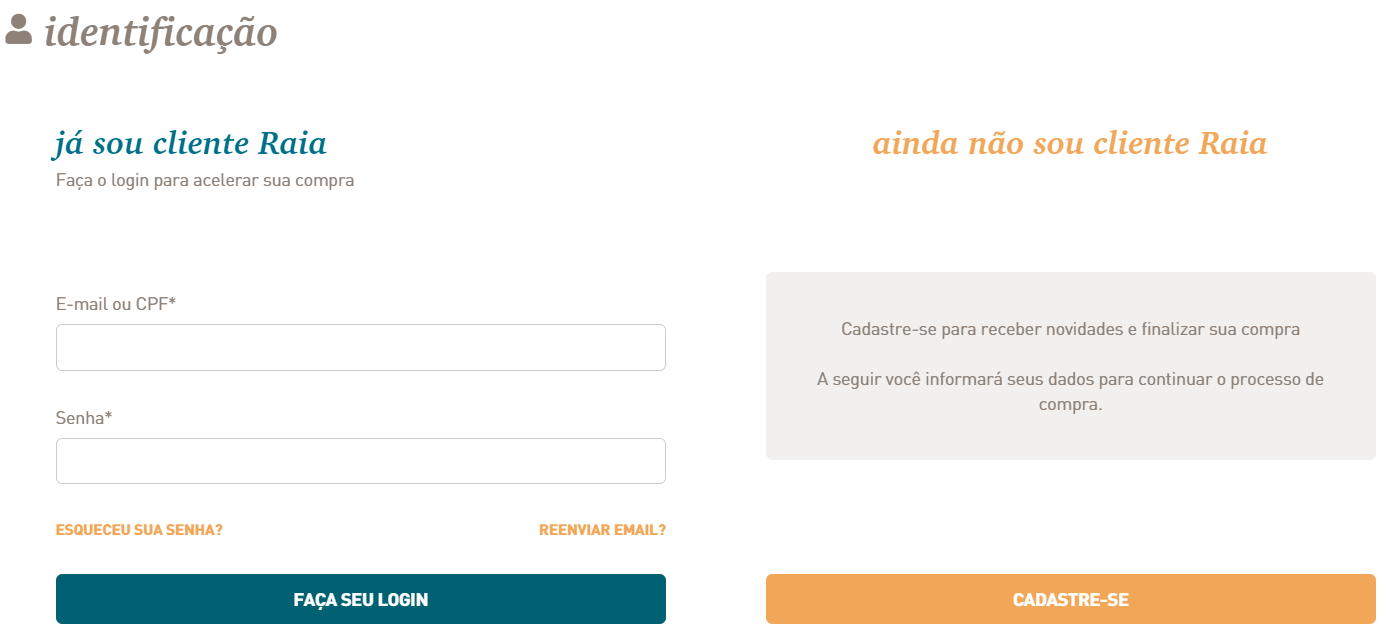 identificação
já sou cliente Raia
Faça o login para acelerar sua compra
E-mail ou CPF*
Senha*
ESQUECEU SUA SENHA?
REENVIAR EMAIL?
FAÇA SEU LOGIN
ainda não sou cliente Raia
Cadastre-se para receber novidades e finalizar sua compra
A seguir você informará seus dados para continuar o processo de
compra.
CADASTRE-SE